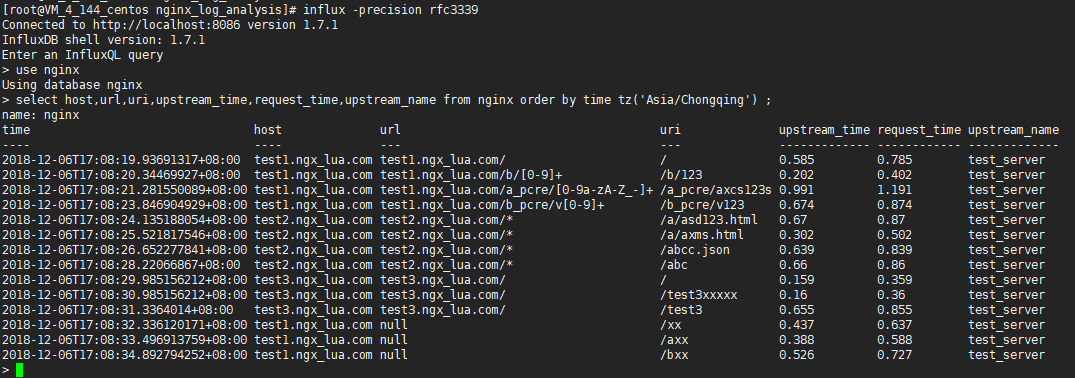 [root@VM_4_144_centos nginx_log_analysis]# influx -precision rfc3339
Connected to http://localhost:8086 version 1.7.1
InfluxDB shell version: 1.7.1
Enter an InfluxQL query
> use nginx
Using database nginx
> select host,url,uri,upstream_time,request_time,upstream_name from nginx order by time tz('Asia/Chongqing') ;
name: nginx
time host url uri upstream_time request_time upstream_name
---- ---- --- --- ------------- ------------ -------------
2018-12-06T17:08:19.93691317+08:00 test1.ngx_lua.com test1.ngx_lua.com/ / 0.585 0.785 test_server
2018-12-06T17:08:20.34469927+08:00 test1.ngx_lua.com test1.ngx_lua.com/b/[0-9]+ /b/123 0.202 0.402 test_server
2018-12-06T17:08:21.281550089+08:00 test1.ngx_lua.com test1.ngx_lua.com/a_pcre/[0-9a-zA-Z_-]+ /a_pcre/axcs123s 0.991 1.191 test_server
2018-12-06T17:08:23.846904929+08:00 test1.ngx_lua.com test1.ngx_lua.com/b_pcre/v[0-9]+ /b_pcre/v123 0.674 0.874 test_server
2018-12-06T17:08:24.135188054+08:00 test2.ngx_lua.com test2.ngx_lua.com/* /a/asd123.html 0.67 0.87 test_server
2018-12-06T17:08:25.521817546+08:00 test2.ngx_lua.com test2.ngx_lua.com/* /a/axms.html 0.302 0.502 test_server
2018-12-06T17:08:26.652277841+08:00 test2.ngx_lua.com test2.ngx_lua.com/* /abcc.json 0.639 0.839 test_server
2018-12-06T17:08:28.22066867+08:00 test2.ngx_lua.com test2.ngx_lua.com/* /abc 0.66 0.86 test_server
2018-12-06T17:08:29.985156212+08:00 test3.ngx_lua.com test3.ngx_lua.com/ / 0.159 0.359 test_server
2018-12-06T17:08:30.985156212+08:00 test3.ngx_lua.com test3.ngx_lua.com/ /test3xxxxx 0.16 0.36 test_server
2018-12-06T17:08:31.3364014+08:00 test3.ngx_lua.com test3.ngx_lua.com/ /test3 0.655 0.855 test_server
2018-12-06T17:08:32.336120171+08:00 test1.ngx_lua.com null /xx 0.437 0.637 test_server
2018-12-06T17:08:33.496913759+08:00 test1.ngx_lua.com null /axx 0.388 0.588 test_server
2018-12-06T17:08:34.892794252+08:00 test1.ngx_lua.com null /bxx 0.526 0.727 test_server
>